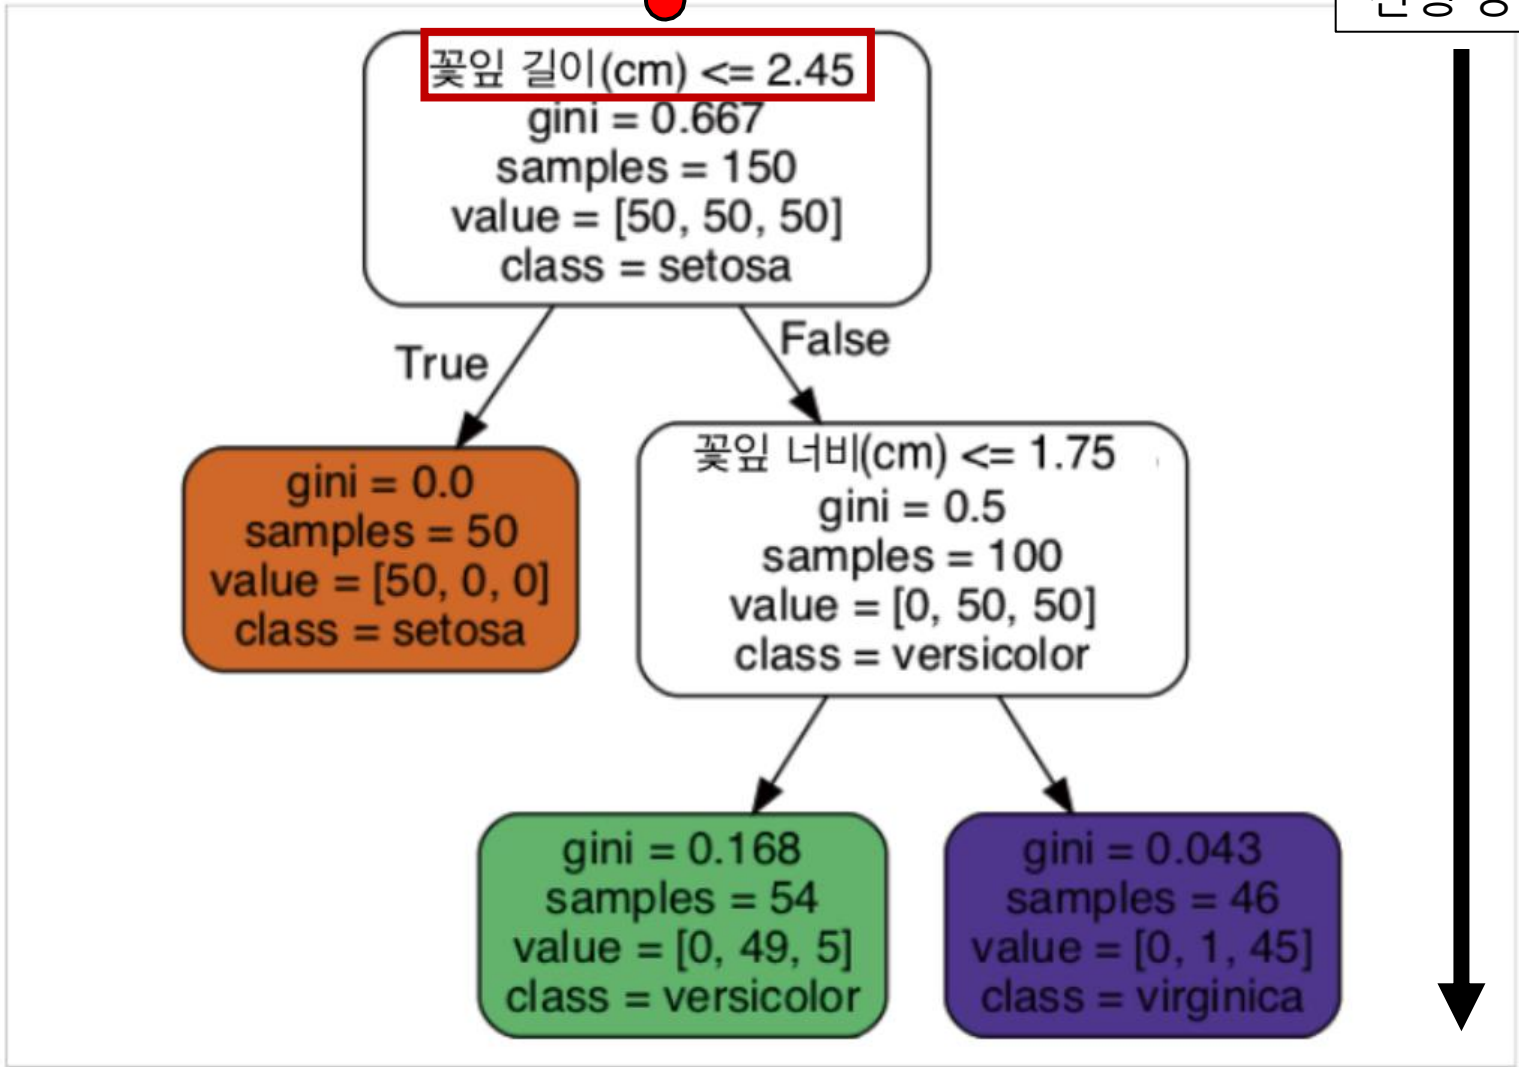 꽃잎 길이(cm) <= 2.45
gini = 0.667
samples = 150
value = [50, 50, 50]
class = setosa
True
False
gini = 0.0
samples = 50
value = [50, 0, 0]
class = setosa
꽃잎 너비(cm) <= 1.75
gini = 0.5
samples = 100
value = [0, 50, 50]
class = versicolor
gini = 0.168
samples = 54
value = [0, 49, 5]
class = versicolor
gini = 0.043
samples = 46
value = [0, 1, 45]
class = virginica